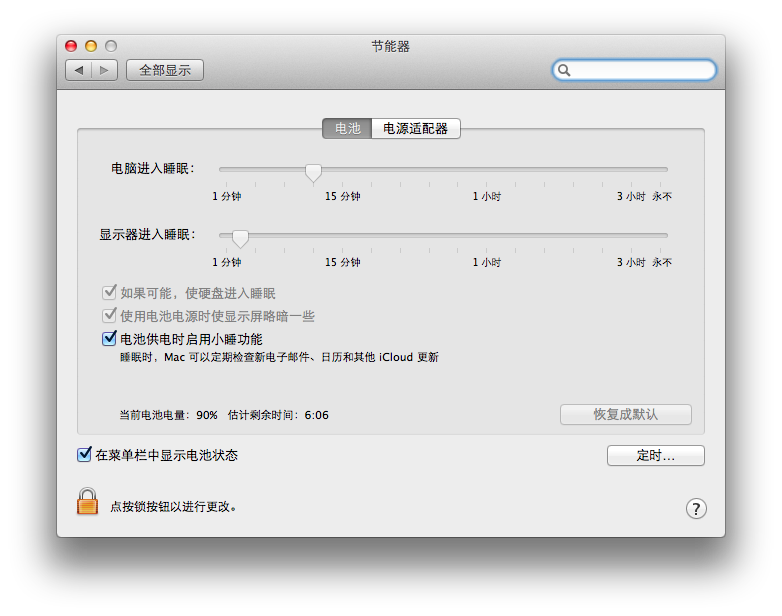 节能器
全部显示
电池 电源适配器
电脑进入睡眠：
1 分钟 15 分钟 1 小时 3 小时 永不
显示器进入睡眠：
1 分钟 15 分钟 1 小时 3 小时 永不
如果可能，使硬盘进入睡眠
使用电池电源时使显示屏略暗一些
电池供电时启用小睡功能
睡眠时，Mac 可以定期检查新电子邮件、日历和其他 iCloud 更新
当前电池电量：90% 估计剩余时间：6:06 恢复成默认
在菜单栏中显示电池状态 定时...
点按锁按钮以进行更改。 ?